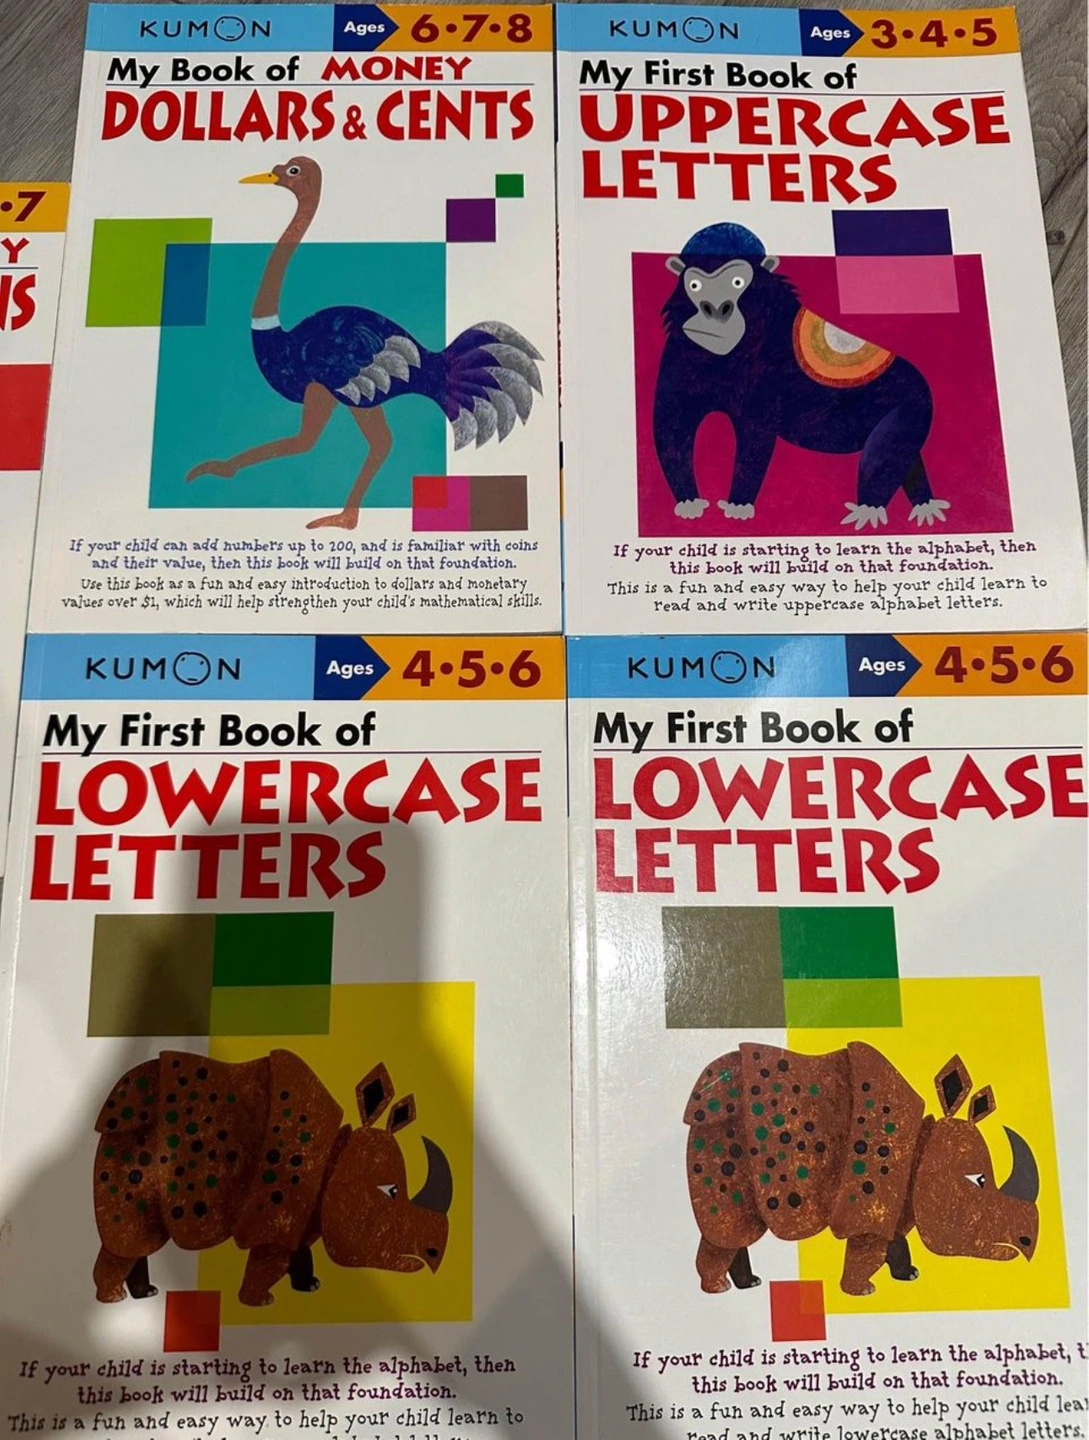 KUMON Ages 6•7•8
My Book of MONEY
DOLLARS & CENTS
If your child can add numbers up to 100, and is familiar with coins
and their value, then this book will build on that foundation.
Use this book as a fun and easy introduction to dollars and monetary
values over $1, which will help strengthen your child's mathematical skills.
KUMON Ages 3•4•5
My First Book of
UPPERCASE
LETTERS
If your child is starting to learn the alphabet, then
this book will build on that foundation.
This is a fun and easy way to help your child learn to
read and write uppercase alphabet letters.
•7
Y
NS
KUMON Ages 4•5•6
My First Book of
LOWERCASE
LETTERS
If your child is starting to learn the alphabet, then
this book will build on that foundation.
This is a fun and easy way to help your child learn to
KUMON Ages 4•5•6
My First Book of
LOWERCASE
LETTERS
If your child is starting to learn the alphabet, t
this book will build on that foundation.
This is a fun and easy way to help your child lea
read and write lowercase alphabet letters.